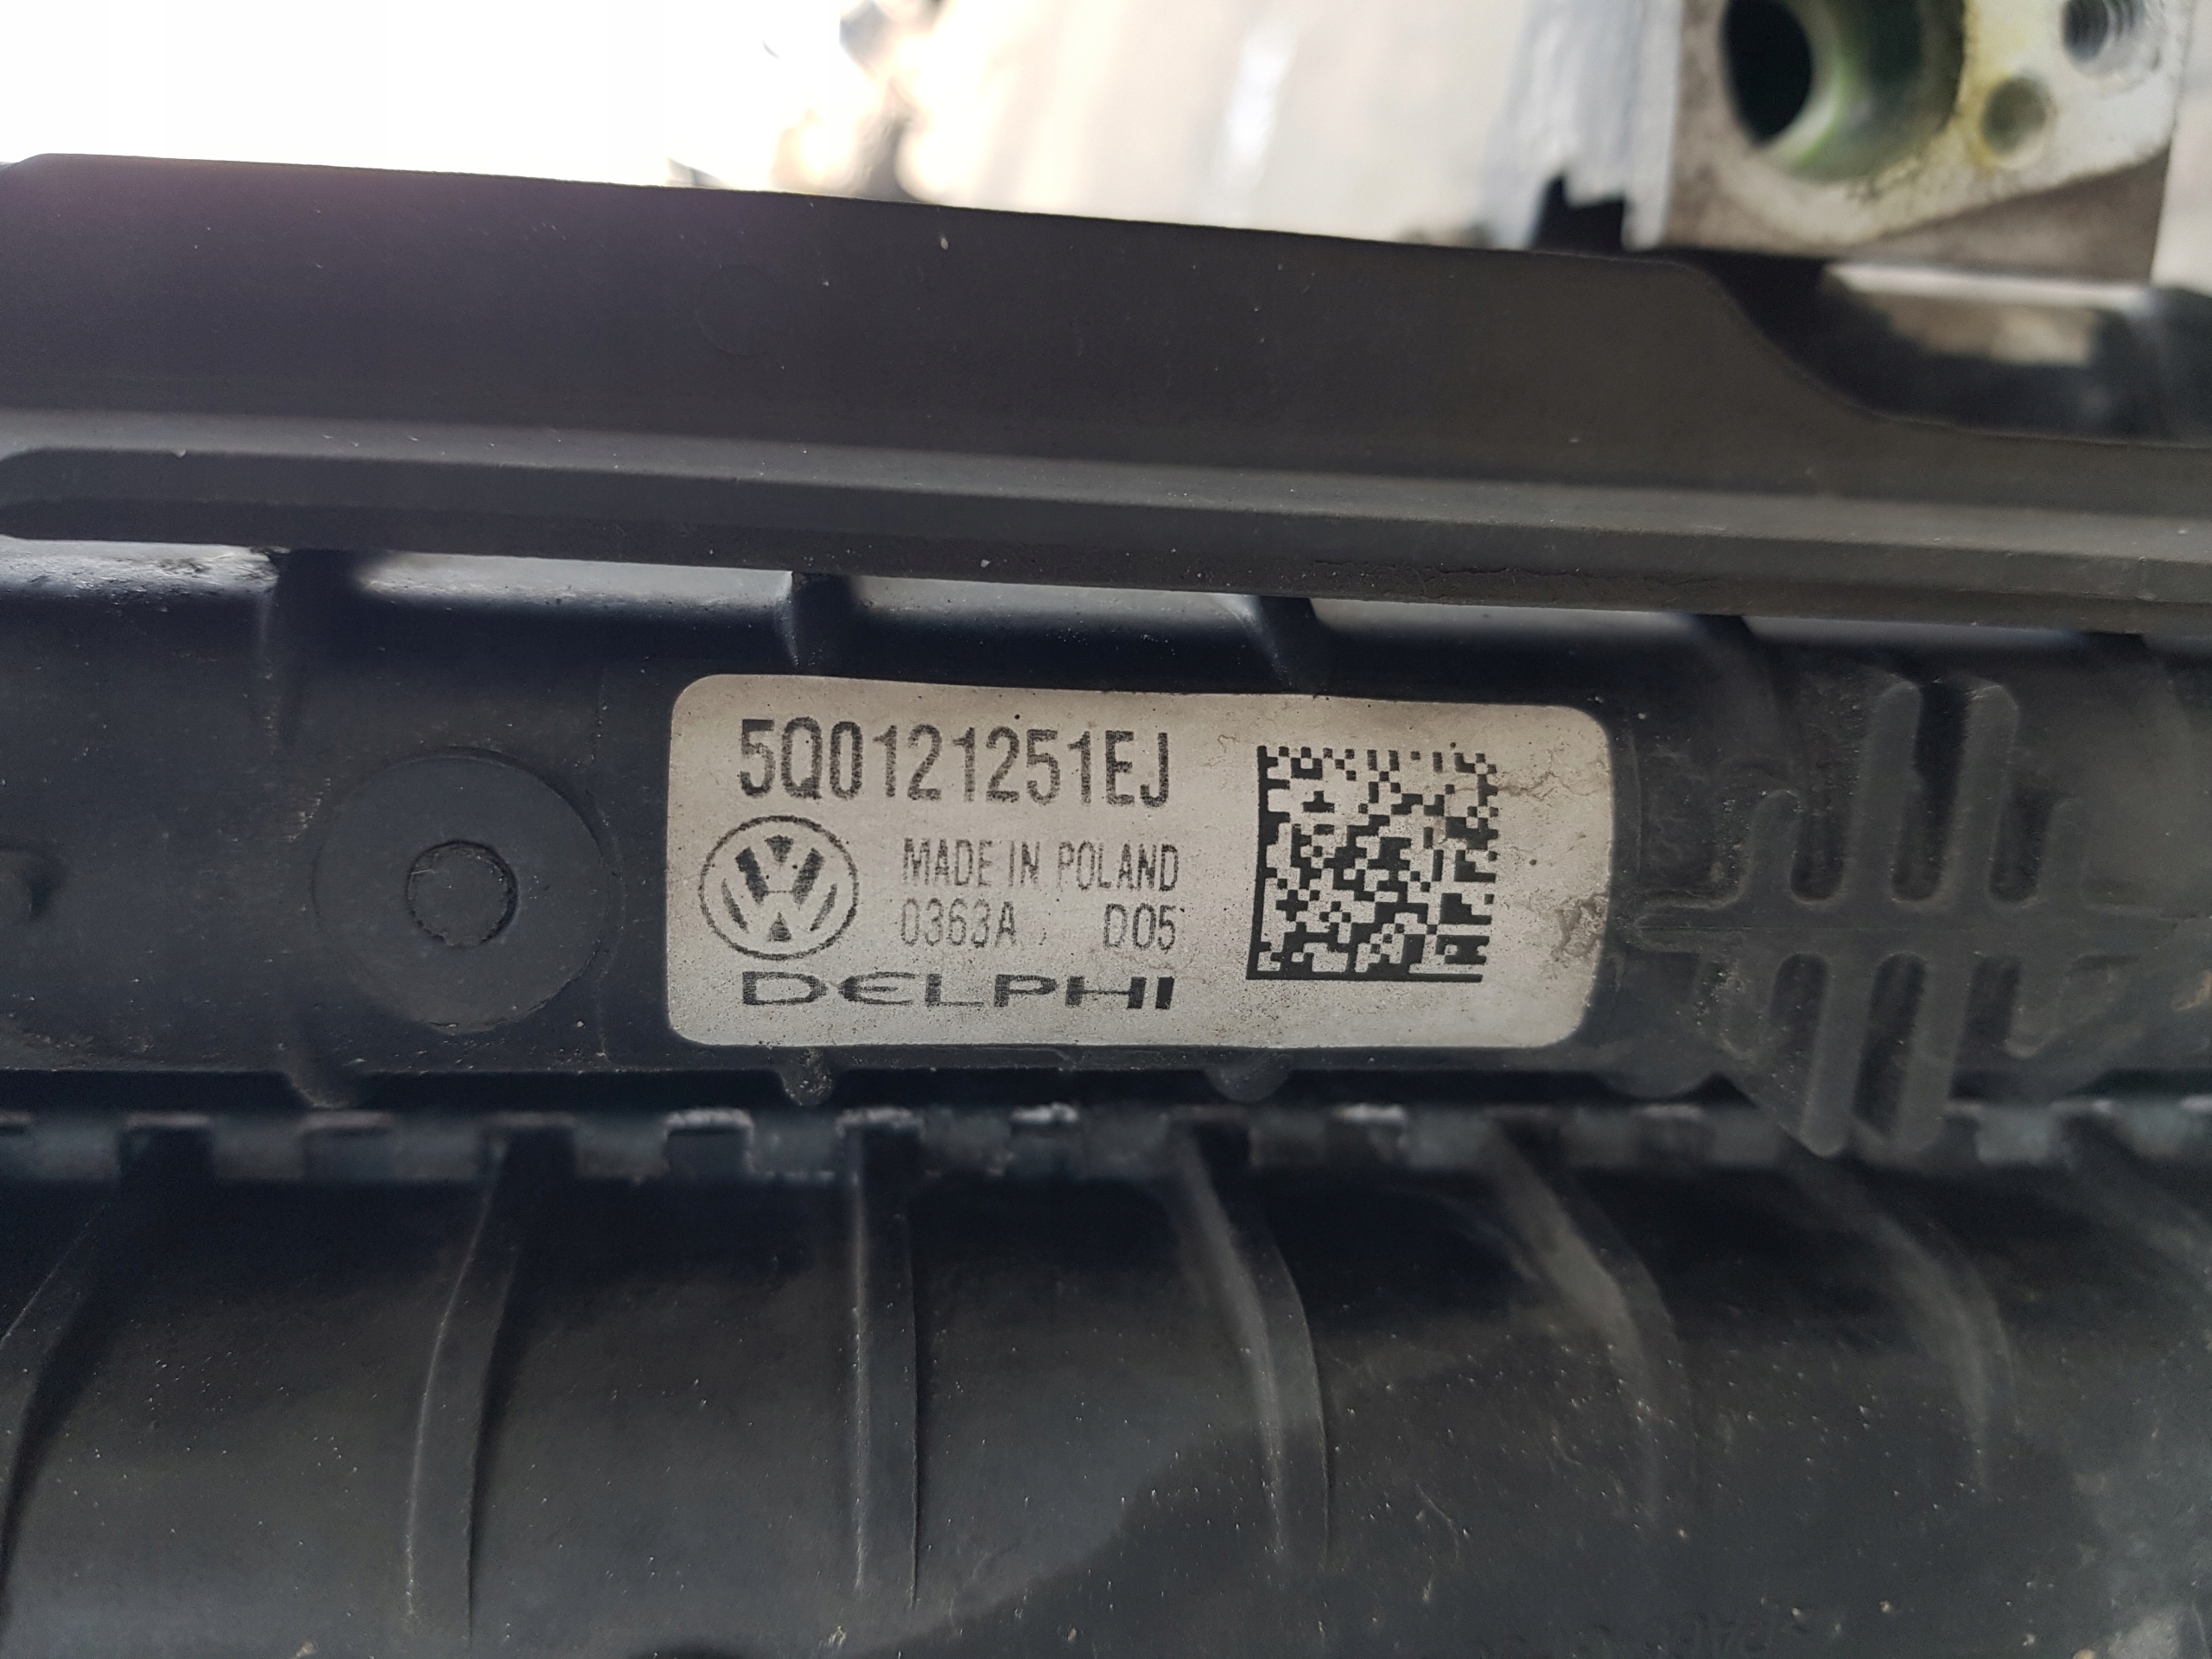 5Q0121251EJ
MADE IN POLAND
0363A D05
DELPHI